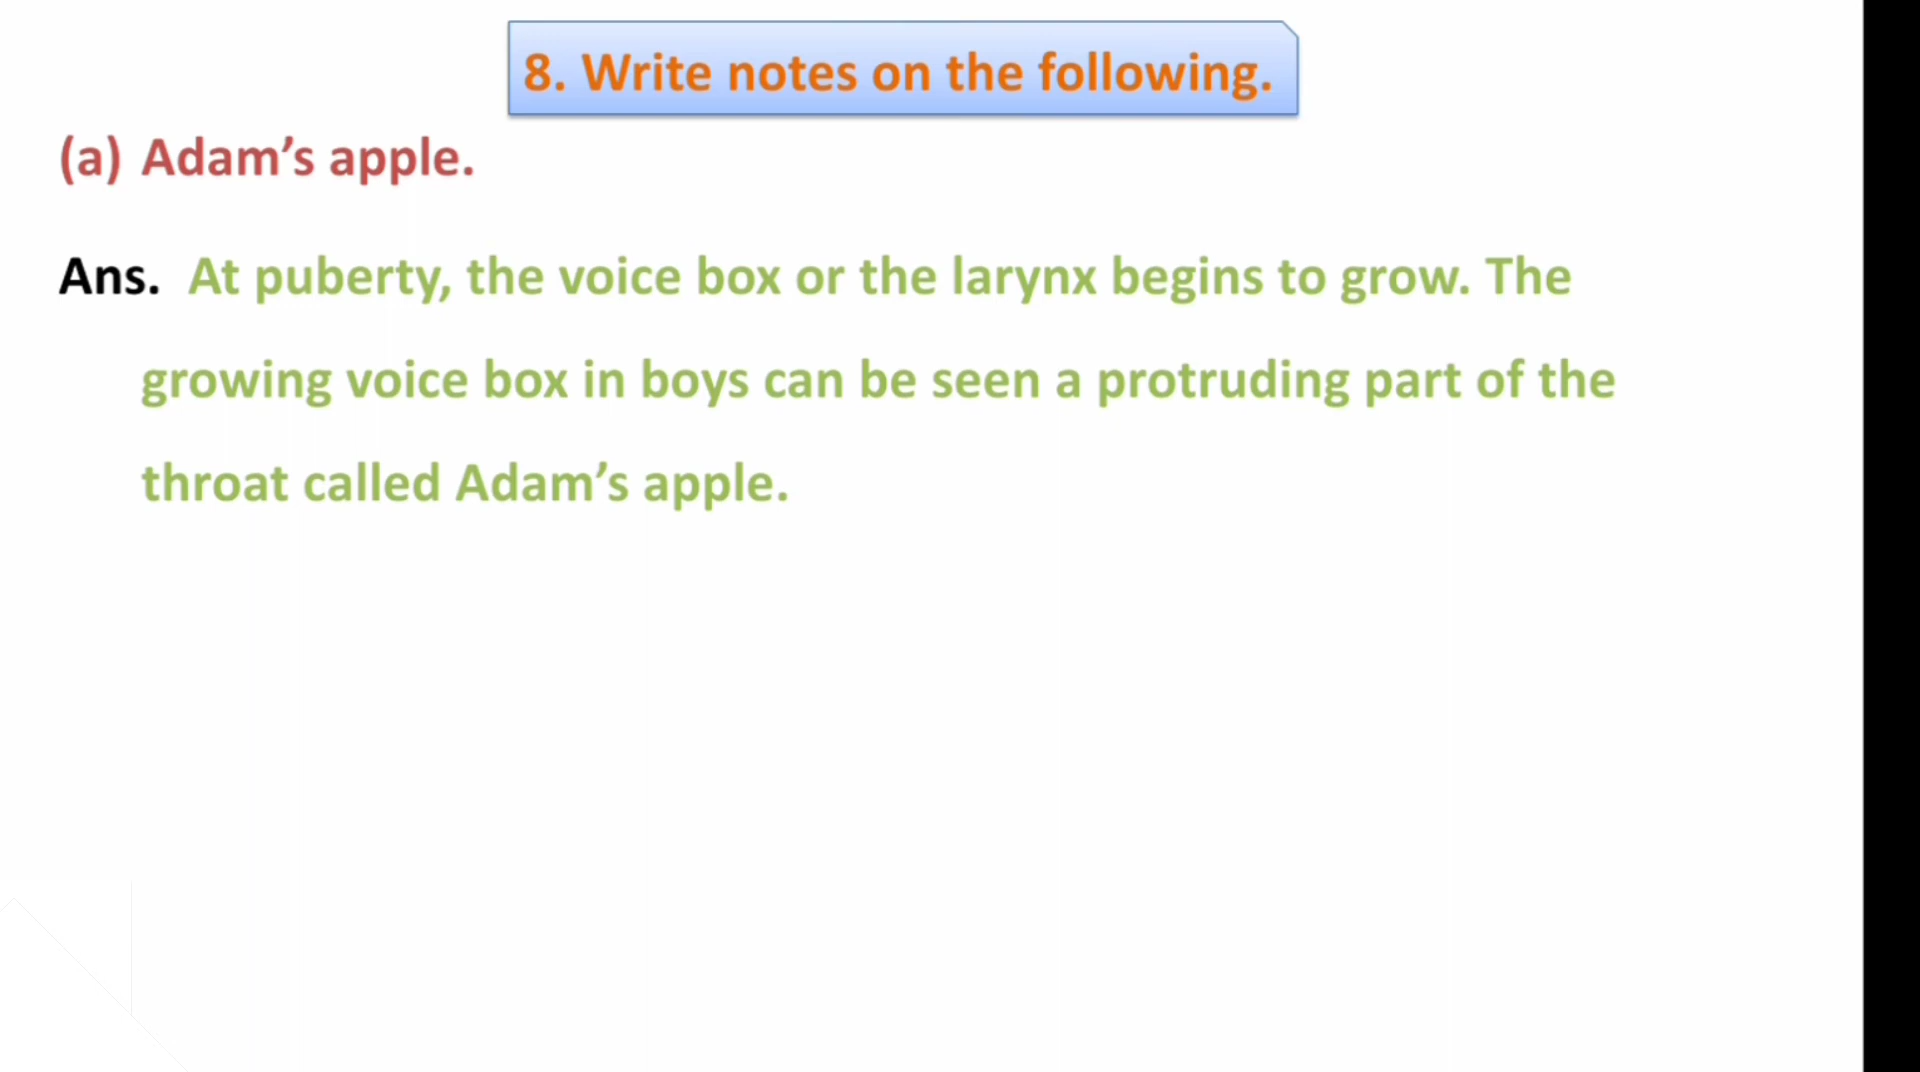 8. Write notes on the following.
(a) Adam’s apple.
Ans. At puberty, the voice box or the larynx begins to grow. The
growing voice box in boys can be seen a protruding part of the
throat called Adam’s apple.